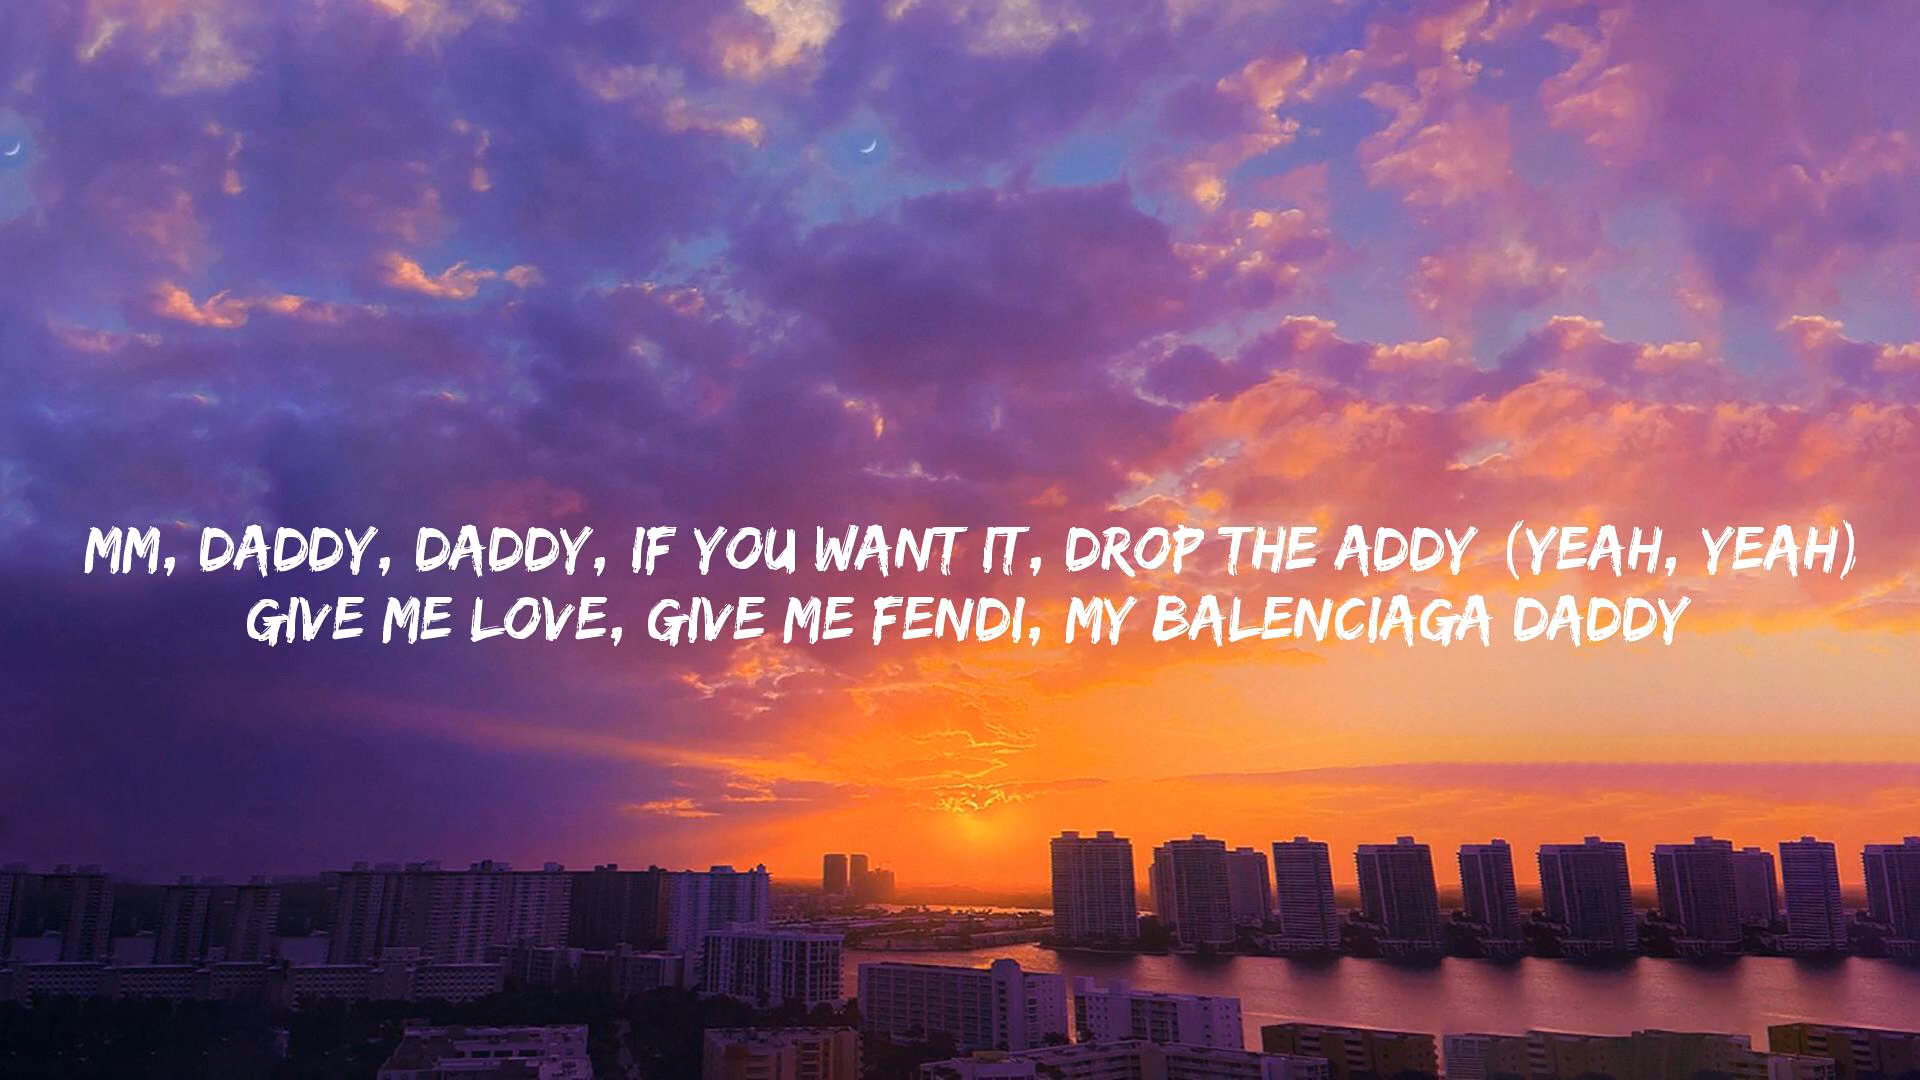 MM, DADDY, DADDY, IF YOU WANT IT, DROP THE ADDY (YEAH, YEAH)
GIVE ME LOVE, GIVE ME FENDI, MY BALENCIAGA DADDY